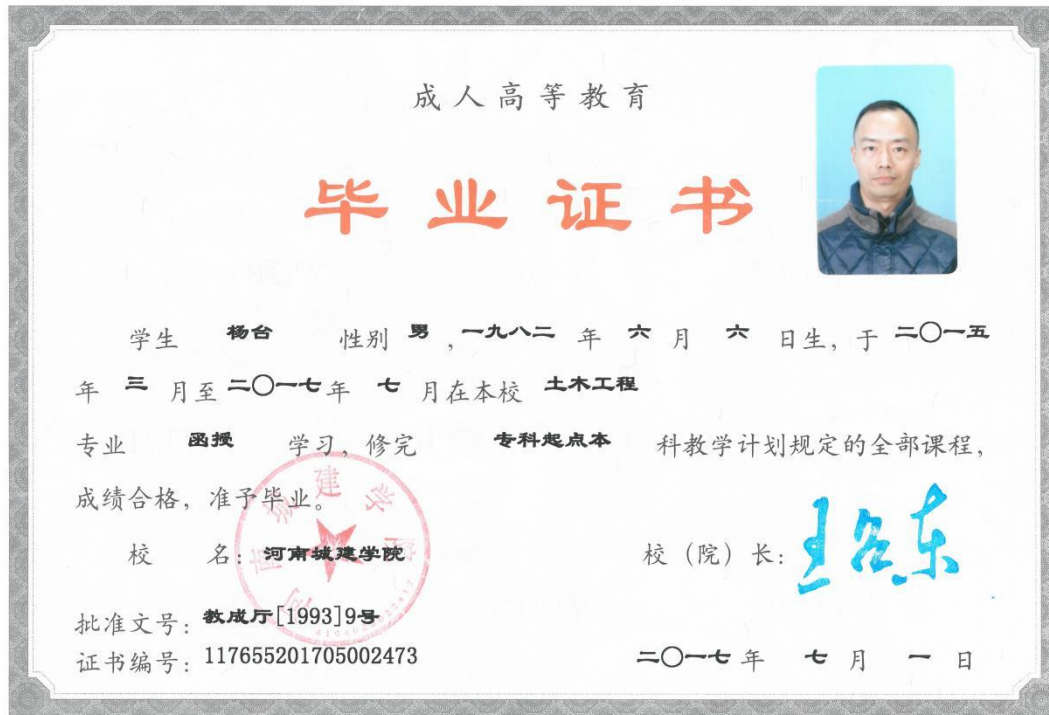 成人高等教育
毕业证书
学生 杨台 性别 男 ，一九八二 年 六 月 六 日生，于 二〇一五
年 三 月至 二〇一七 年 七 月在本校 土木工程
专业 函授 学习，修完 专科起点本 科教学计划规定的全部课程，
成绩合格，准予毕业。
校 名：河南城建学院
校（院）长：
批准文号：教成厅[1993]9号
证书编号：117655201705002473
二〇一七 年 七 月 一 日
河南城建学院